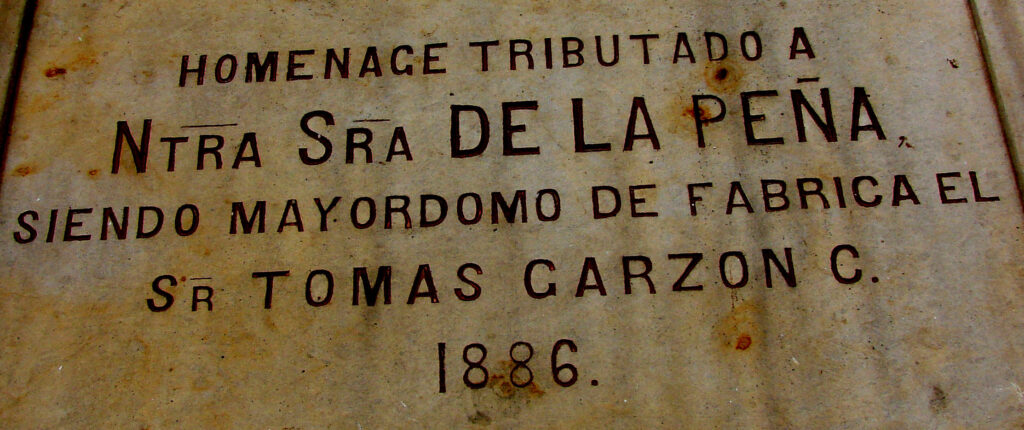 HOMENAGE TRIBUTADO A
NTRA SRA DE LA PEÑA,
SIENDO MAYORDOMO DE FABRICA EL
SR TOMAS GARZON C.
1886.